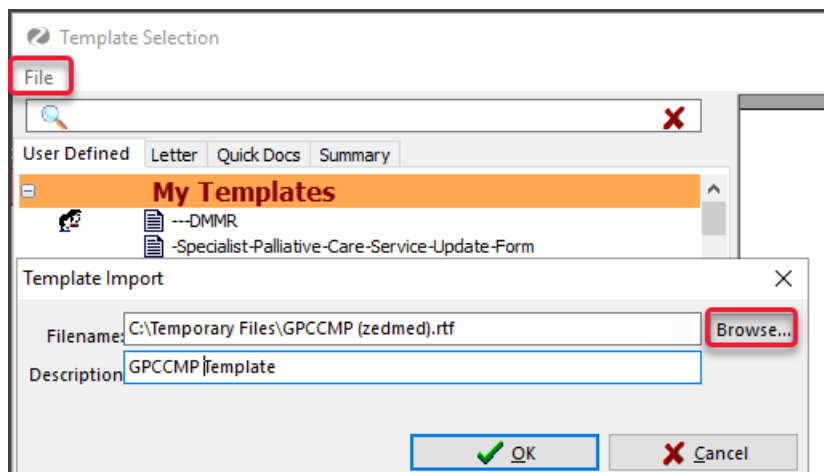 Template Selection
File
User Defined Letter Quick Docs Summary
My Templates
---DMMR
-Specialist-Palliative-Care-Service-Update-Form
Template Import
Filename: C:\Temporary Files\GPCCMP (zedmed).rtf Browse...
Description GPCCMP Template
OK Cancel